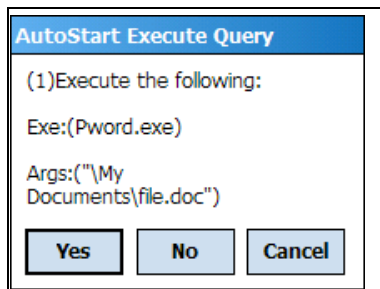 AutoStart Execute Query
(1)Execute the following:
Exe:(Pword.exe)
Args:("\My
Documents\file.doc")
Yes No Cancel